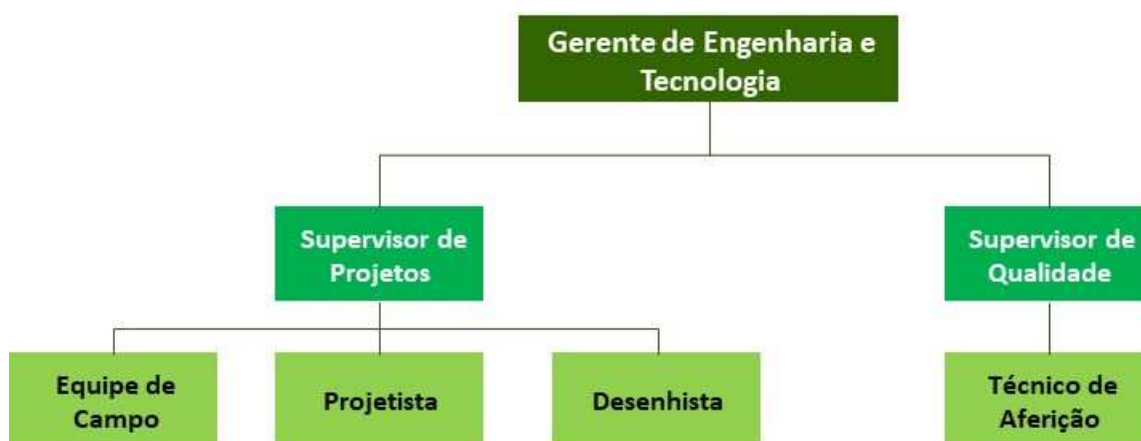 Gerente de Engenharia e
Tecnologia
Supervisor de
Projetos
Supervisor de
Qualidade
Equipe de
Campo
Projetista
Desenhista
Técnico de
Aferição